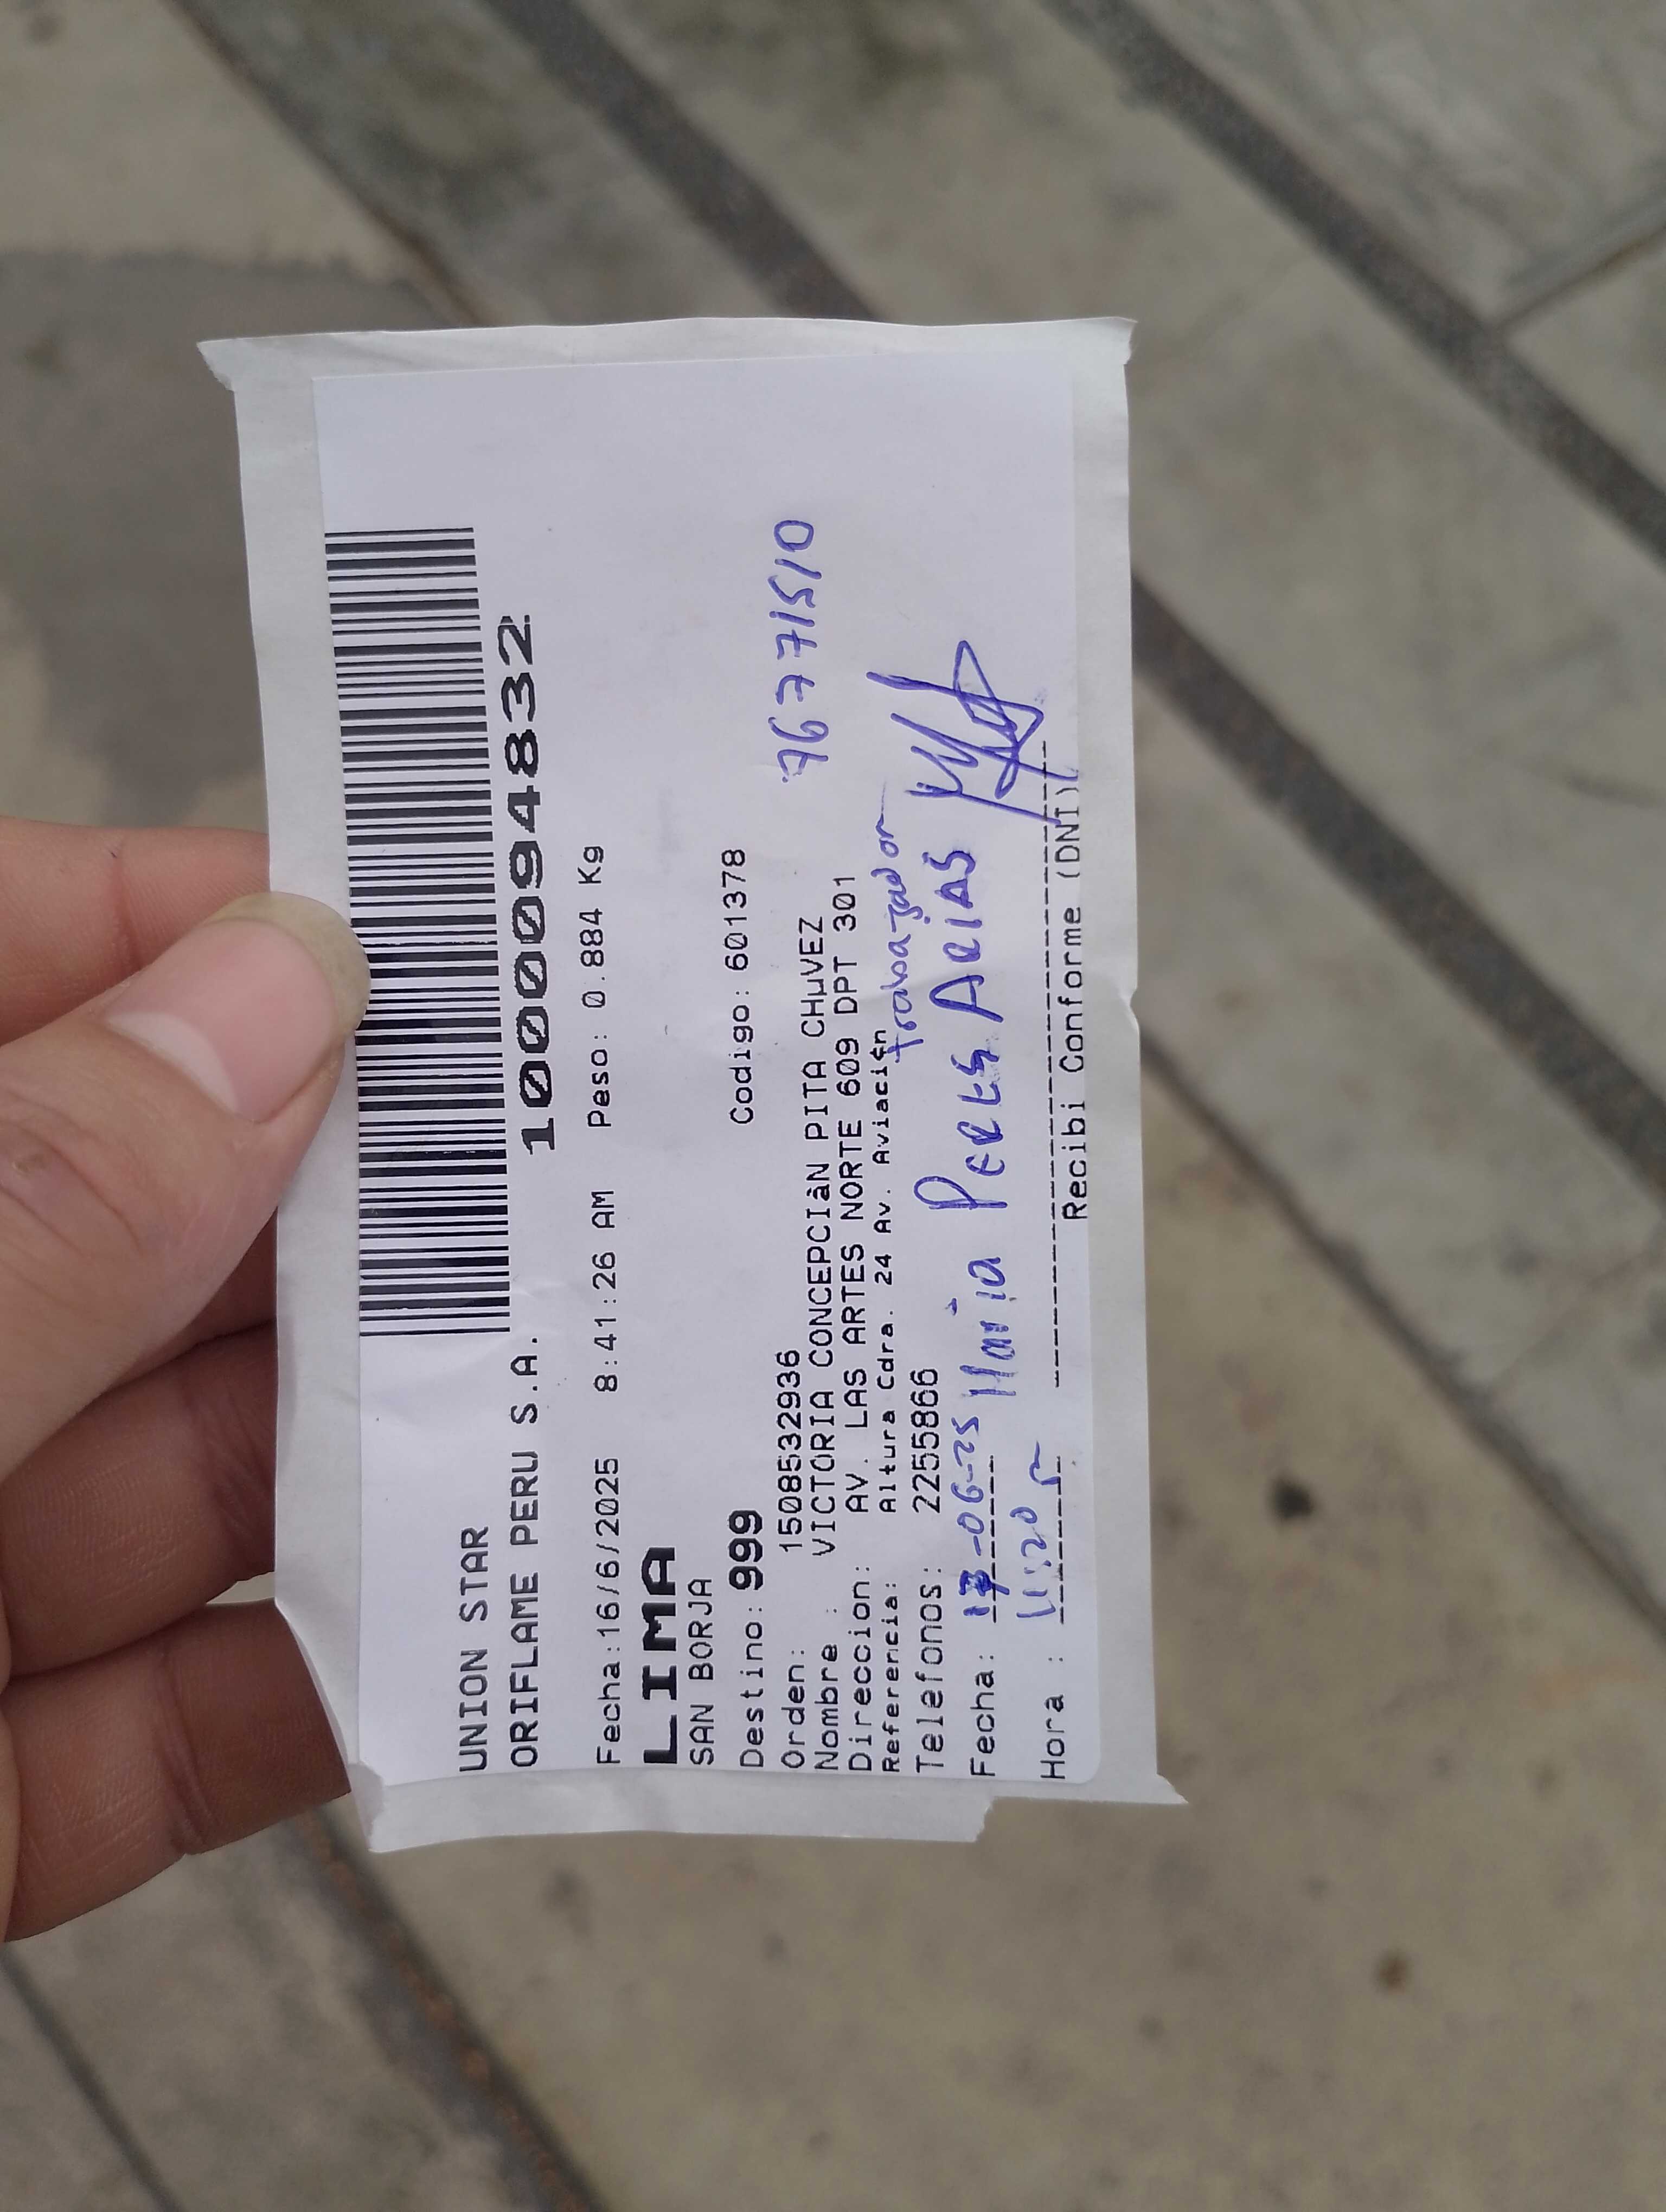 UNION STAR
ORIFLAME PERU S.A. 1000094832
Fecha:16/6/2025 8:41:26 AM Peso: 0.884 Kg
LIMA
SAN BORJA
Destino: 999 Codigo: 601378
Orden: 1508532936
76771510
Nombre : VICTORIA CONCEPCIàN PITA CHµVEZ
Direccion: AV. LAS ARTES NORTE 609 DPT 301
Referencia: Altura Cdra. 24 Av. Aviaci¢n
trabajador
Telefonos: 2255866
Fecha: 17-06-25 Maria PEREs ARIAS
Hora : 11:20
Recibi Conforme (DNI)